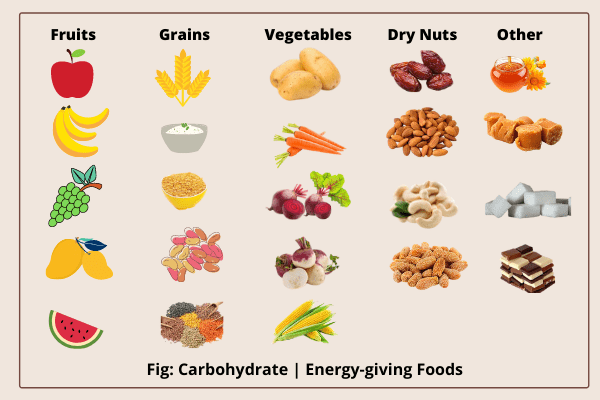 Fruits Grains Vegetables Dry Nuts Other
Fig: Carbohydrate | Energy-giving Foods